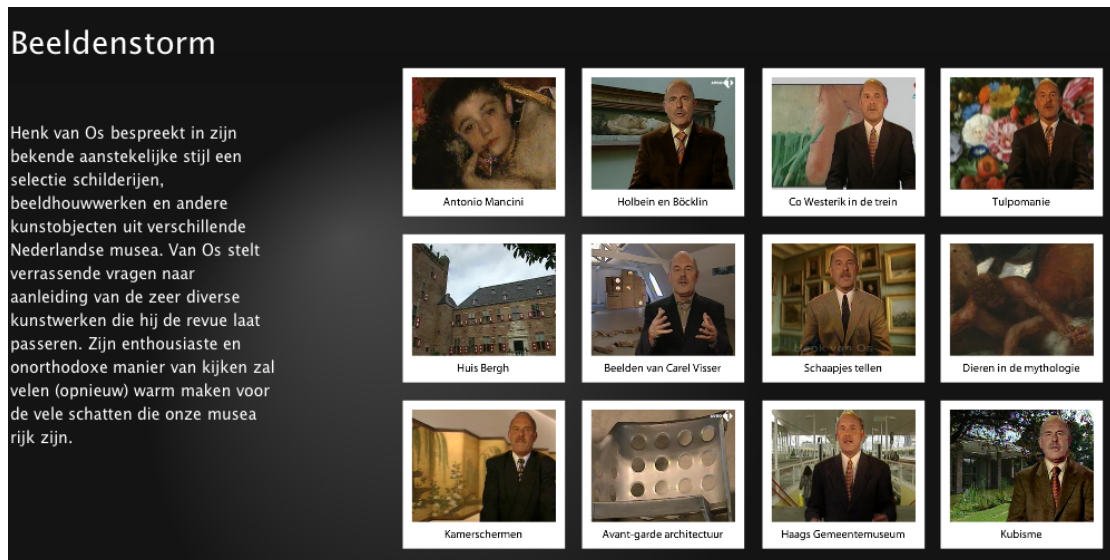 Beeldenstorm
Henk van Os bespreekt in zijn
bekende aanstekelijke stijl een
selectie schilderijen,
beeldhouwwerken en andere
kunstobjecten uit verschillende
Nederlandse musea. Van Os stelt
verrassende vragen naar
aanleiding van de zeer diverse
kunstwerken die hij de revue laat
passeren. Zijn enthousiaste en
onorthodoxe manier van kijken zal
velen (opnieuw) warm maken voor
de vele schatten die onze musea
rijk zijn.
Antonio Mancini
Holbein en Böcklin
Co Westerik in de trein
Tulpomanie
Huis Bergh
Beelden van Carel Visser
Henk van Os
Schaapjes tellen
Dieren in de mythologie
Kamerschermen
Avant-garde architectuur
Haags Gemeentemuseum
Kubisme